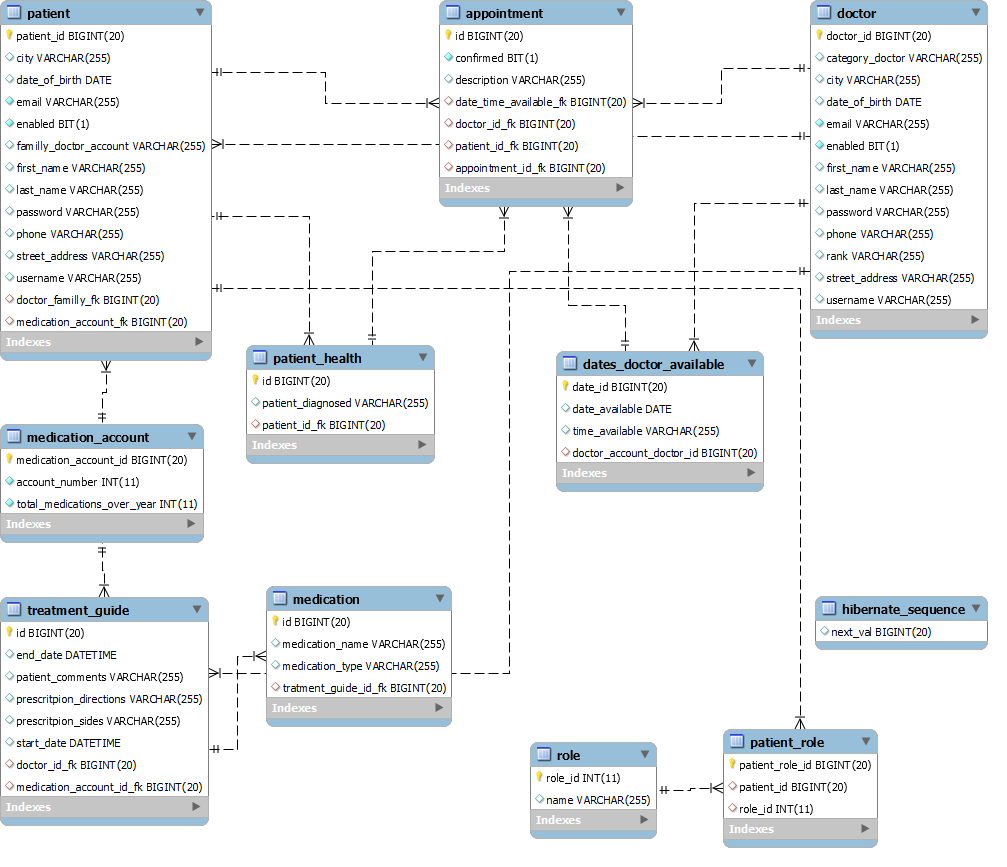 patient
patient_id BIGINT(20)
city VARCHAR(255)
date_of_birth DATE
email VARCHAR(255)
enabled BIT(1)
familly_doctor_account VARCHAR(255)
first_name VARCHAR(255)
last_name VARCHAR(255)
password VARCHAR(255)
phone VARCHAR(255)
street_address VARCHAR(255)
username VARCHAR(255)
doctor_familly_fk BIGINT(20)
medication_account_fk BIGINT(20)
Indexes
appointment
id BIGINT(20)
confirmed BIT(1)
description VARCHAR(255)
date_time_available_fk BIGINT(20)
doctor_id_fk BIGINT(20)
patient_id_fk BIGINT(20)
appointment_id_fk BIGINT(20)
Indexes
doctor
doctor_id BIGINT(20)
category_doctor VARCHAR(255)
city VARCHAR(255)
date_of_birth DATE
email VARCHAR(255)
enabled BIT(1)
first_name VARCHAR(255)
last_name VARCHAR(255)
password VARCHAR(255)
phone VARCHAR(255)
rank VARCHAR(255)
street_address VARCHAR(255)
username VARCHAR(255)
Indexes
patient_health
id BIGINT(20)
patient_diagnosed VARCHAR(255)
patient_id_fk BIGINT(20)
Indexes
dates_doctor_available
date_id BIGINT(20)
date_available DATE
time_available VARCHAR(255)
doctor_account_doctor_id BIGINT(20)
Indexes
medication_account
medication_account_id BIGINT(20)
account_number INT(11)
total_medications_over_year INT(11)
Indexes
treatment_guide
id BIGINT(20)
end_date DATETIME
patient_comments VARCHAR(255)
prescritpion_directions VARCHAR(255)
prescritpion_sides VARCHAR(255)
start_date DATETIME
doctor_id_fk BIGINT(20)
medication_account_id_fk BIGINT(20)
Indexes
medication
id BIGINT(20)
medication_name VARCHAR(255)
medication_type VARCHAR(255)
tratment_guide_id_fk BIGINT(20)
Indexes
hibernate_sequence
next_val BIGINT(20)
Indexes
role
role_id INT(11)
name VARCHAR(255)
Indexes
patient_role
patient_role_id BIGINT(20)
patient_id BIGINT(20)
role_id INT(11)
Indexes